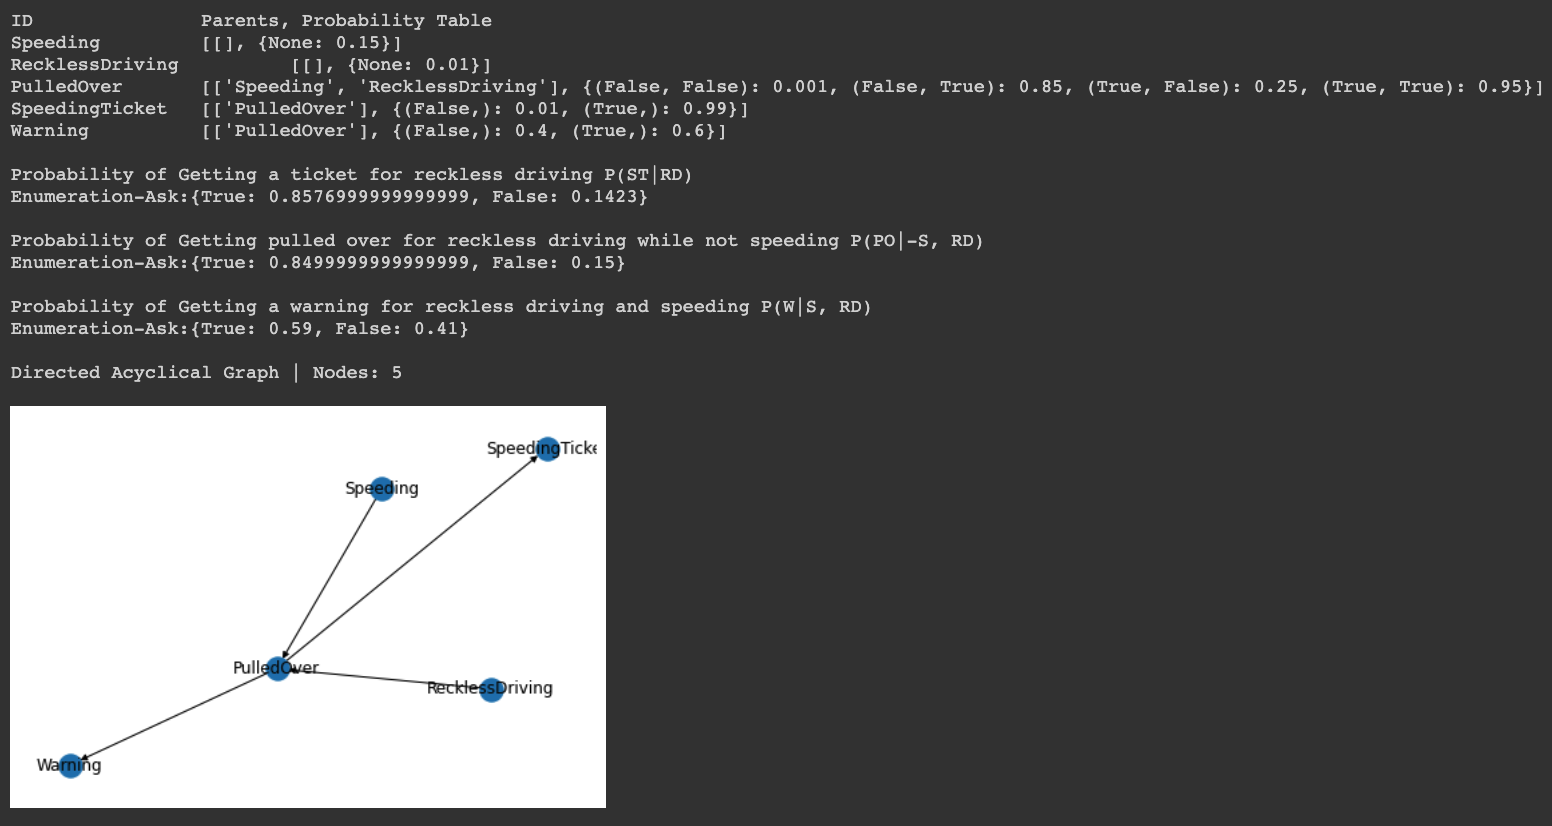 ID Parents, Probability Table
Speeding [[], {None: 0.15}]
RecklessDriving [[], {None: 0.01}]
PulledOver [['Speeding', 'RecklessDriving'], {(False, False): 0.001, (False, True): 0.85, (True, False): 0.25, (True, True): 0.95}]
SpeedingTicket [['PulledOver'], {(False,): 0.01, (True,): 0.99}]
Warning [['PulledOver'], {(False,): 0.4, (True,): 0.6}]
Probability of Getting a ticket for reckless driving P(ST|RD)
Enumeration-Ask:{True: 0.8576999999999999, False: 0.1423}
Probability of Getting pulled over for reckless driving while not speeding P(PO|-S, RD)
Enumeration-Ask:{True: 0.8499999999999999, False: 0.15}
Probability of Getting a warning for reckless driving and speeding P(W|S, RD)
Enumeration-Ask:{True: 0.59, False: 0.41}
Directed Acyclical Graph | Nodes: 5
SpeedingTicke
Speeding
PulledOver
RecklessDriving
Warning